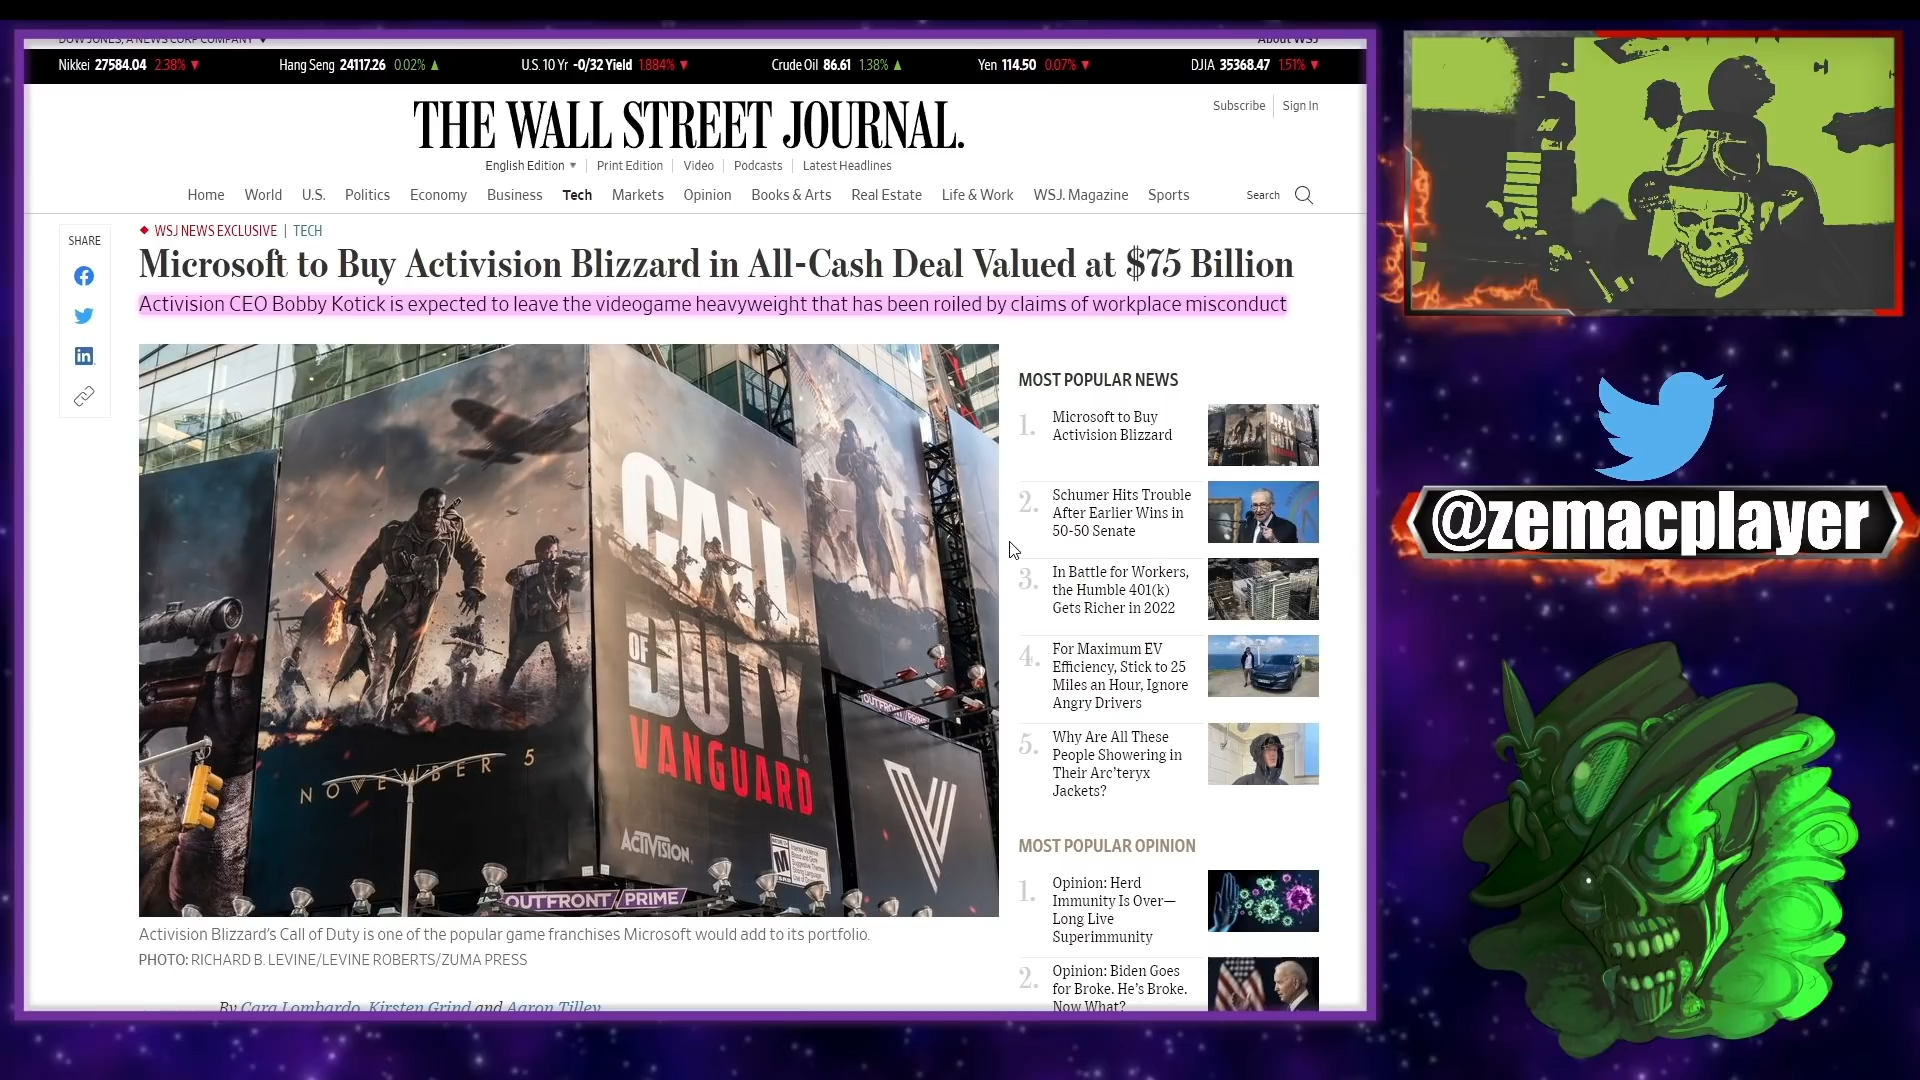 DOW JONES, A NEWS CORP COMPANY
About WSJ
Nikkei 27584.04 2.38% ▼
Hang Seng 24117.26 0.02% ▲
U.S. 10 Yr -0/32 Yield 1.884% ▼
Crude Oil 86.61 1.38% ▲
Yen 114.50 0.07% ▼
DJIA 35368.47 1.51% ▼
THE WALL STREET JOURNAL.
Subscribe
Sign In
English Edition
Print Edition
Video
Podcasts
Latest Headlines
Home World U.S. Politics Economy Business Tech Markets Opinion Books & Arts Real Estate Life & Work WSJ. Magazine Sports
Search
SHARE
WSJ NEWS EXCLUSIVE | TECH
Microsoft to Buy Activision Blizzard in All-Cash Deal Valued at $75 Billion
Activision CEO Bobby Kotick is expected to leave the videogame heavyweight that has been roiled by claims of workplace misconduct
CALL
OF
DUTY
VANGUARD
NOVEMBER 5
ACTIVISION
OUTFRONT/PRIME
OUTFRONT/PRIME
Activision Blizzard's Call of Duty is one of the popular game franchises Microsoft would add to its portfolio.
PHOTO: RICHARD B. LEVINE/LEVINE ROBERTS/ZUMA PRESS
By Cara Lombardo, Kirsten Grind and Aaron Tilley
MOST POPULAR NEWS
1. Microsoft to Buy
Activision Blizzard
2. Schumer Hits Trouble
After Earlier Wins in
50-50 Senate
3. In Battle for Workers,
the Humble 401(k)
Gets Richer in 2022
4. For Maximum EV
Efficiency, Stick to 25
Miles an Hour, Ignore
Angry Drivers
5. Why Are All These
People Showering in
Their Arc'teryx
Jackets?
MOST POPULAR OPINION
1. Opinion: Herd
Immunity Is Over—
Long Live
Superimmunity
2. Opinion: Biden Goes
for Broke. He's Broke.
Now What?
@zemacplayer